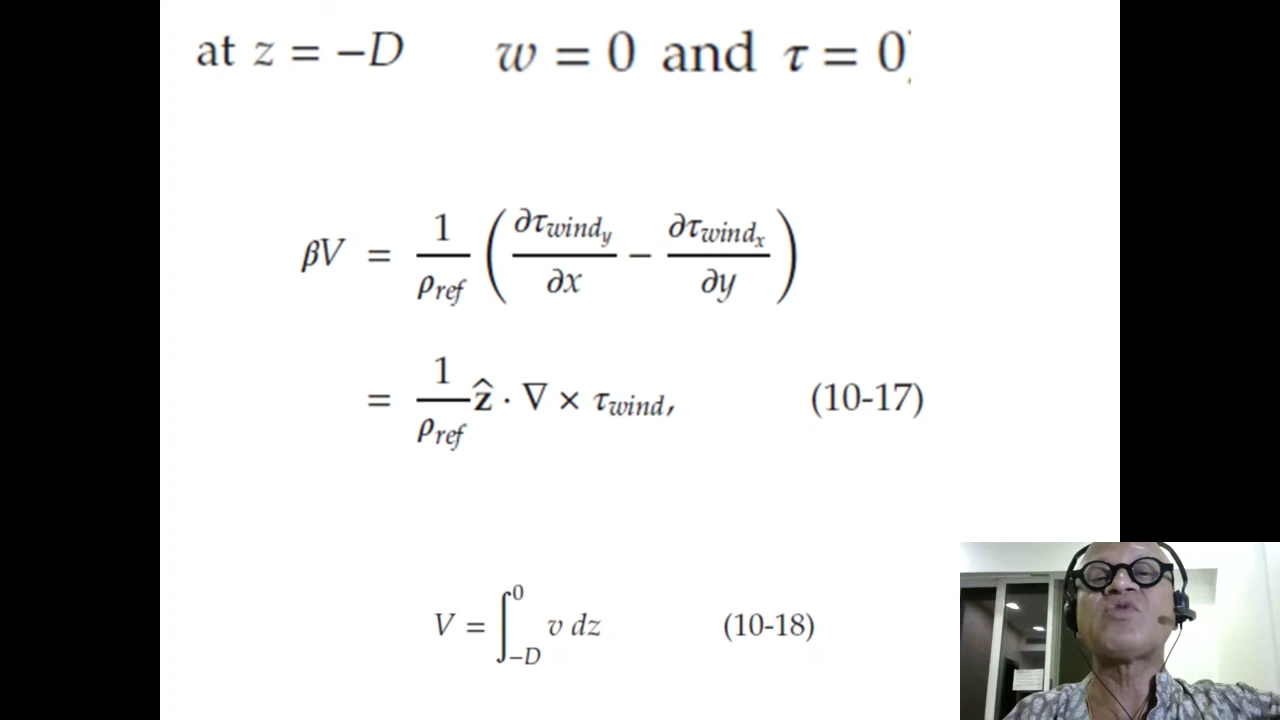 at z = −D w = 0 and τ = 0
βV = 1/ρ_ref (∂τ_wind_y/∂x − ∂τ_wind_x/∂y)
= 1/ρ_ref ẑ · ∇ × τ_wind, (10-17)
V = ∫_{−D}^{0} v dz (10-18)